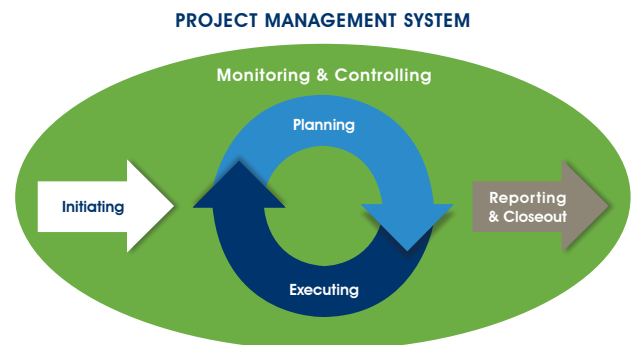 PROJECT MANAGEMENT SYSTEM
Monitoring & Controlling
Planning
Initiating
Reporting
& Closeout
Executing